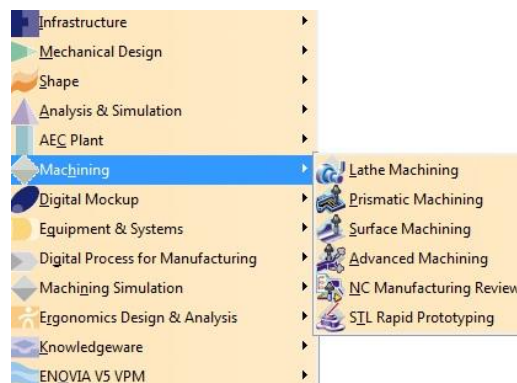 Infrastructure
Mechanical Design
Shape
Analysis & Simulation
AEC Plant
Machining
Digital Mockup
Equipment & Systems
Digital Process for Manufacturing
Machining Simulation
Ergonomics Design & Analysis
Knowledgeware
ENOVIA V5 VPM
Lathe Machining
Prismatic Machining
Surface Machining
Advanced Machining
NC Manufacturing Review
STL Rapid Prototyping